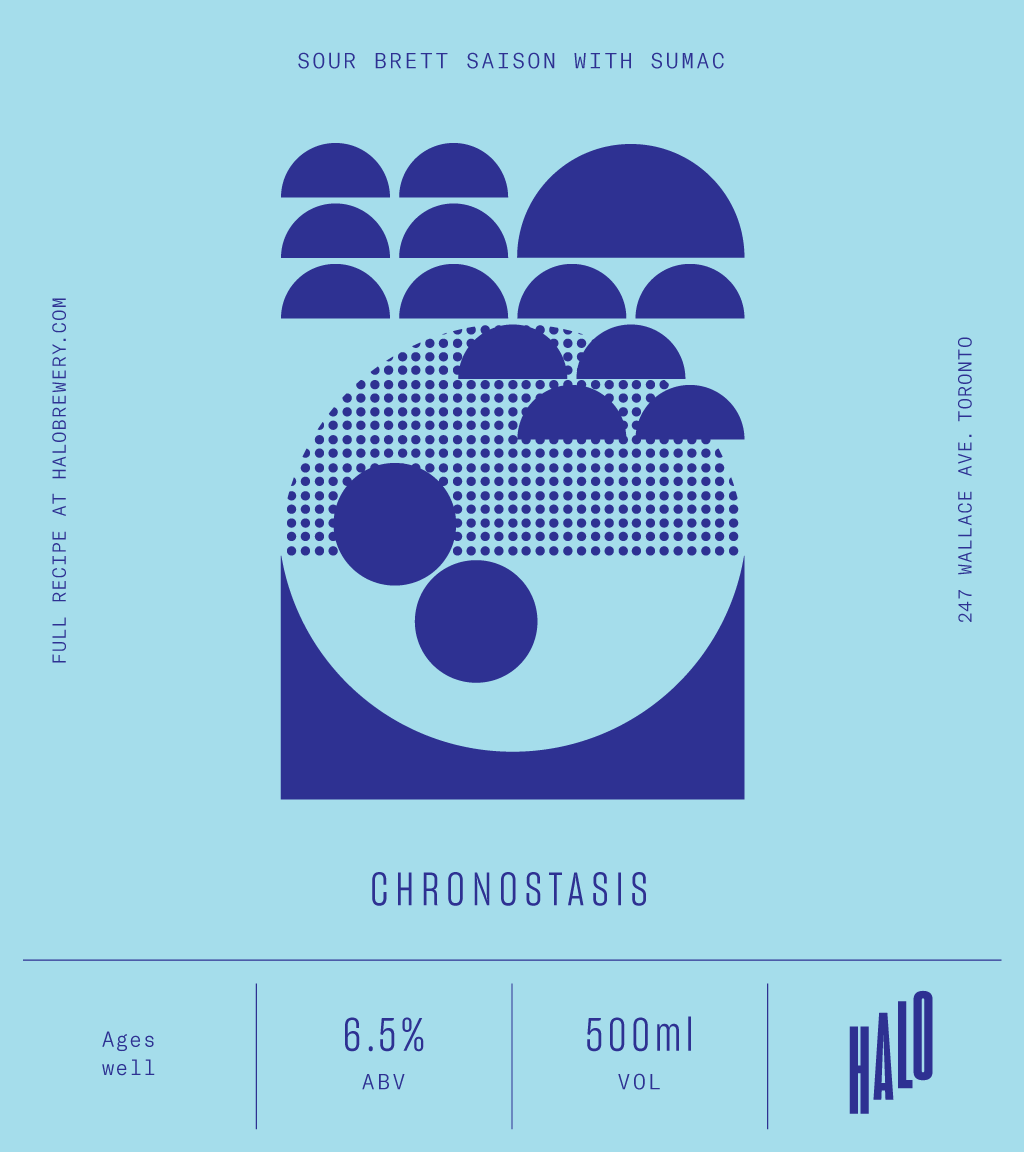 SOUR BRETT SAISON WITH SUMAC
FULL RECIPE AT HALOBREWERY.COM
247 WALLACE AVE. TORONTO
CHRONOSTASIS
Ages
well
6.5%
ABV
500ml
VOL
HALO